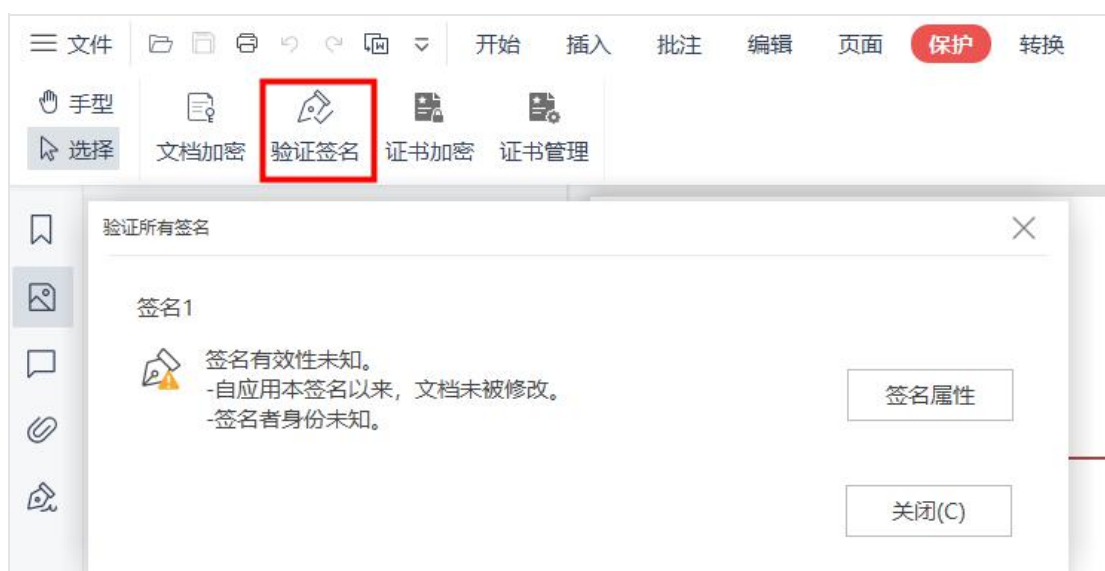 文件 开始 插入 批注 编辑 页面 保护 转换
手型
选择 文档加密 验证签名 证书加密 证书管理
验证所有签名
签名1
签名有效性未知。
-自应用本签名以来，文档未被修改。
-签名者身份未知。
签名属性
关闭(C)